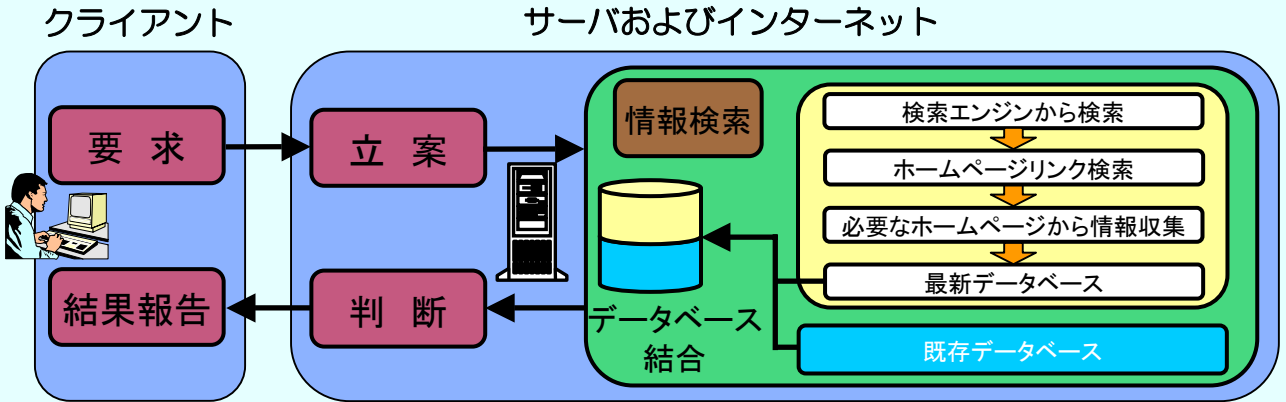 クライアント
サーバおよびインターネット
要 求
立 案
情報検索
検索エンジンから検索
ホームページリンク検索
必要なホームページから情報収集
最新データベース
結果報告
判 断
データベース
結合
既存データベース